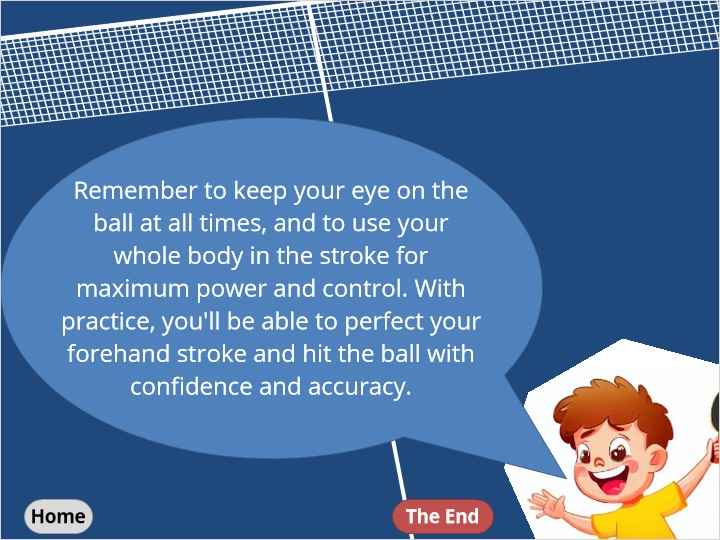 Remember to keep your eye on the
ball at all times, and to use your
whole body in the stroke for
maximum power and control. With
practice, you'll be able to perfect your
forehand stroke and hit the ball with
confidence and accuracy.
Home
The End